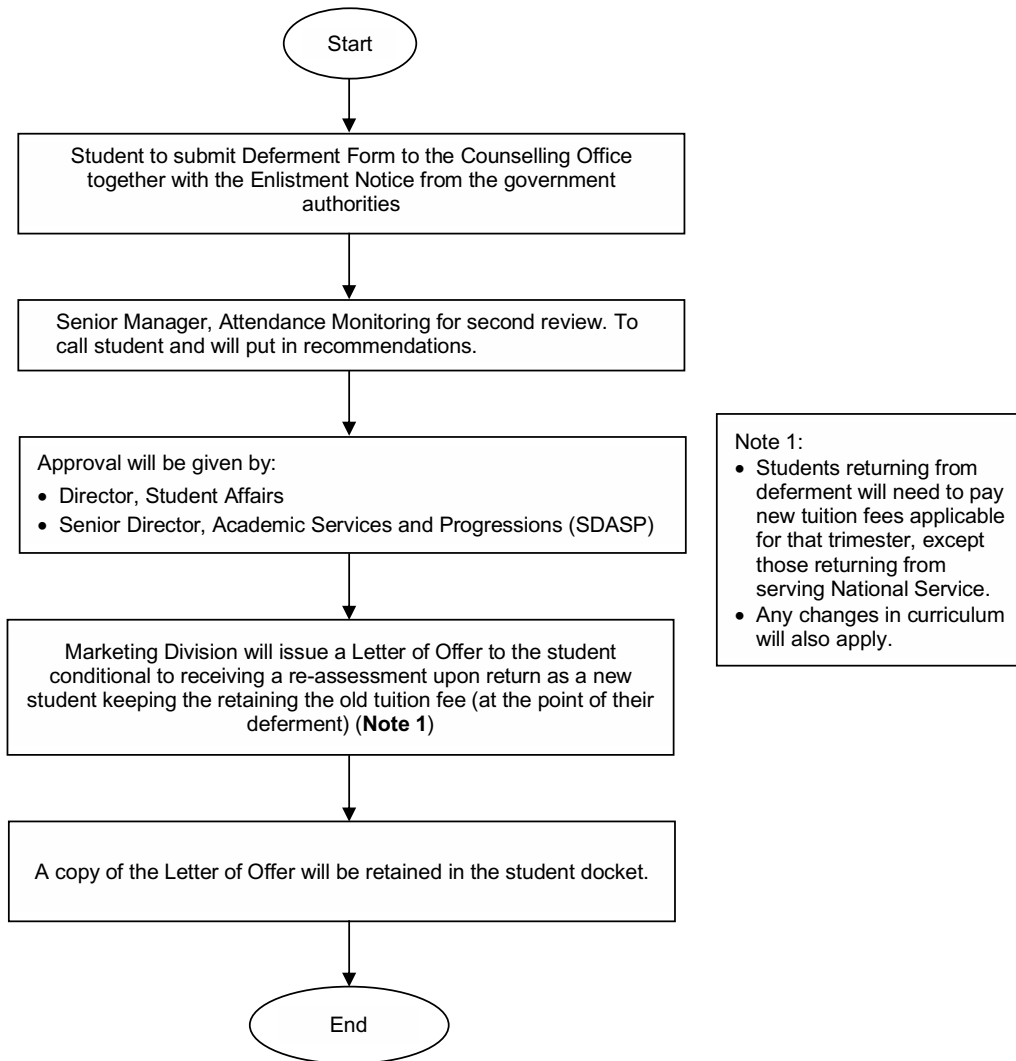 Start
Student to submit Deferment Form to the Counselling Office
together with the Enlistment Notice from the government
authorities
Senior Manager, Attendance Monitoring for second review. To
call student and will put in recommendations.
Approval will be given by:
• Director, Student Affairs
• Senior Director, Academic Services and Progressions (SDASP)
Note 1:
• Students returning from
deferment will need to pay
new tuition fees applicable
for that trimester, except
those returning from
serving National Service.
• Any changes in curriculum
will also apply.
Marketing Division will issue a Letter of Offer to the student
conditional to receiving a re-assessment upon return as a new
student keeping the retaining the old tuition fee (at the point of their
deferment) (Note 1)
A copy of the Letter of Offer will be retained in the student docket.
End